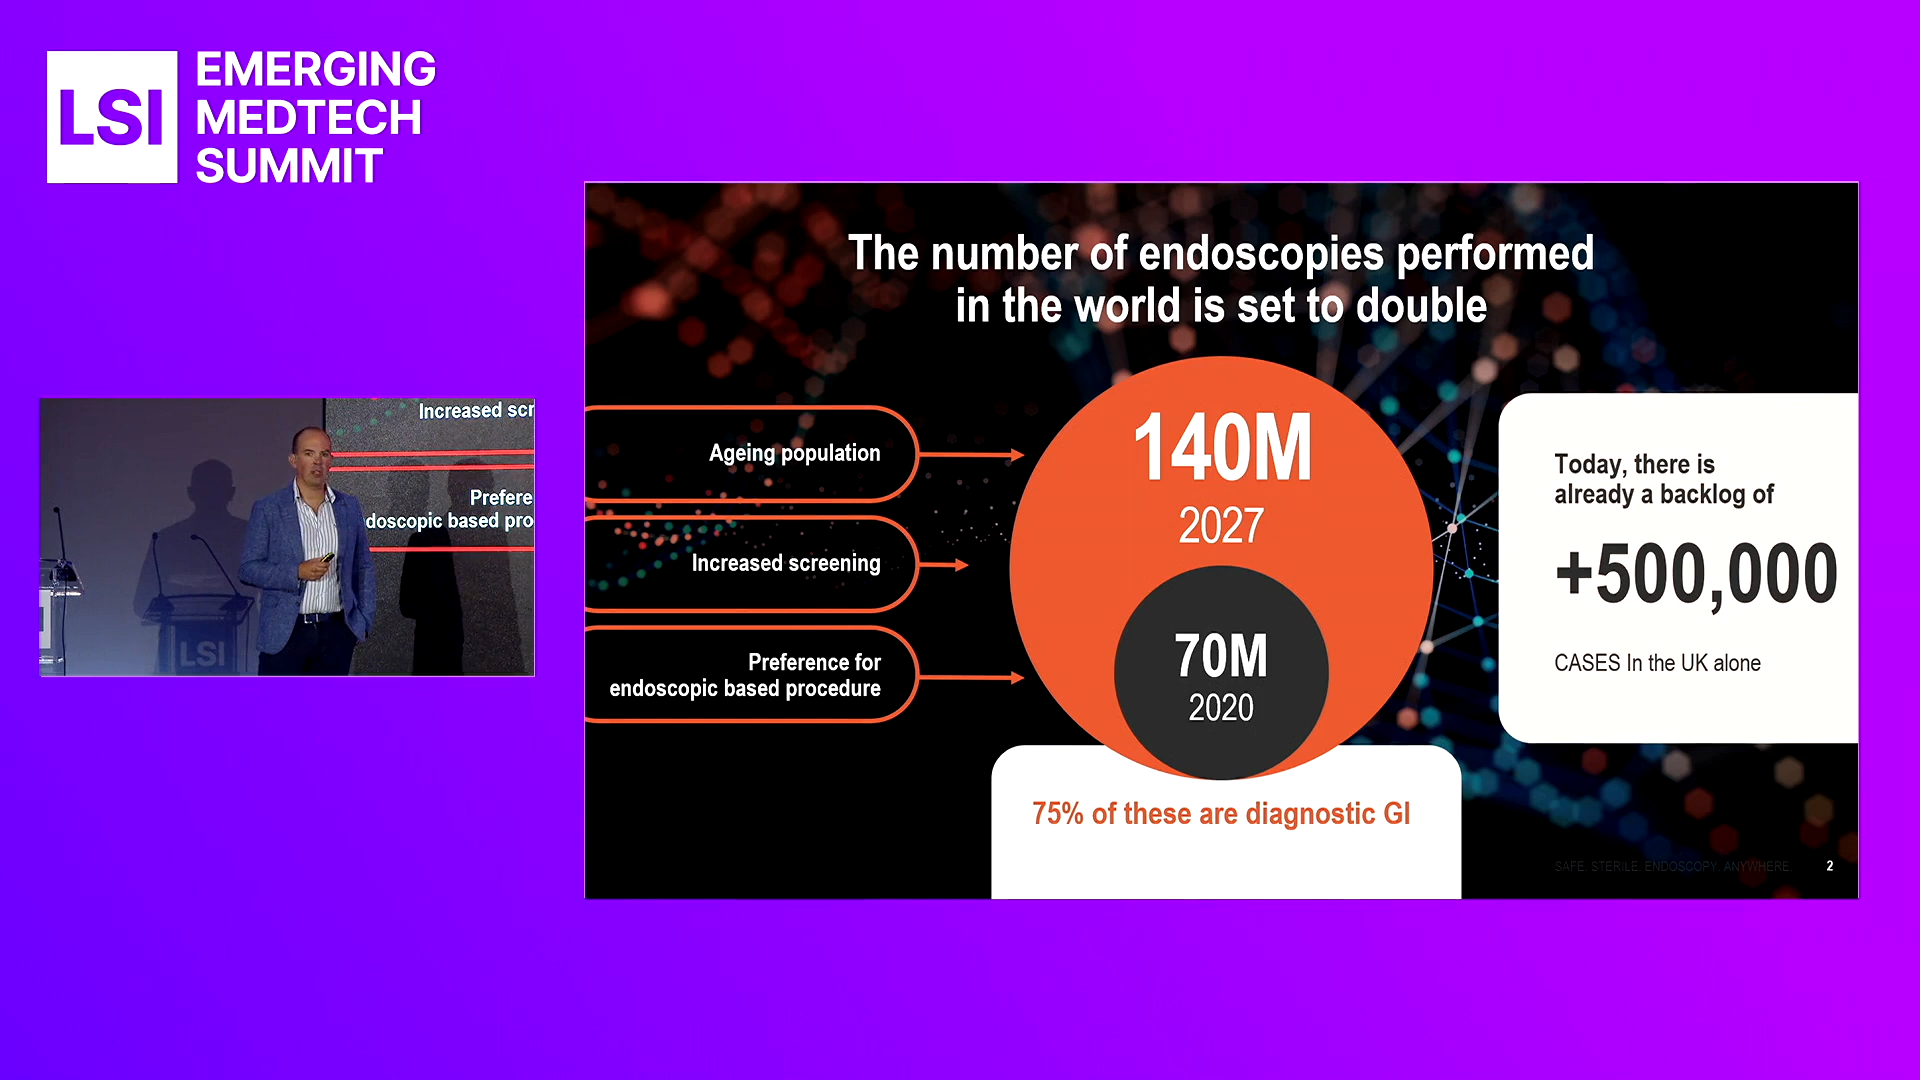 LSI
EMERGING
MEDTECH
SUMMIT
Increased scr
Prefere
doscopic based pro
LSI
The number of endoscopies performed
in the world is set to double
Ageing population
Increased screening
Preference for
endoscopic based procedure
140M
2027
70M
2020
75% of these are diagnostic GI
Today, there is
already a backlog of
+500,000
CASES In the UK alone
SAFE. STERILE. ENDOSCOPY. ANYWHERE.
2